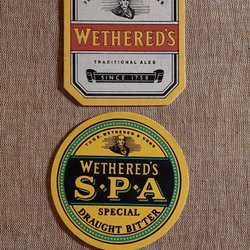 WETHERED'S
TRADITIONAL ALES
SINCE 1758
THOS. WETHERED & SONS
WETHERED'S
S·P·A
SPECIAL
DRAUGHT BITTER